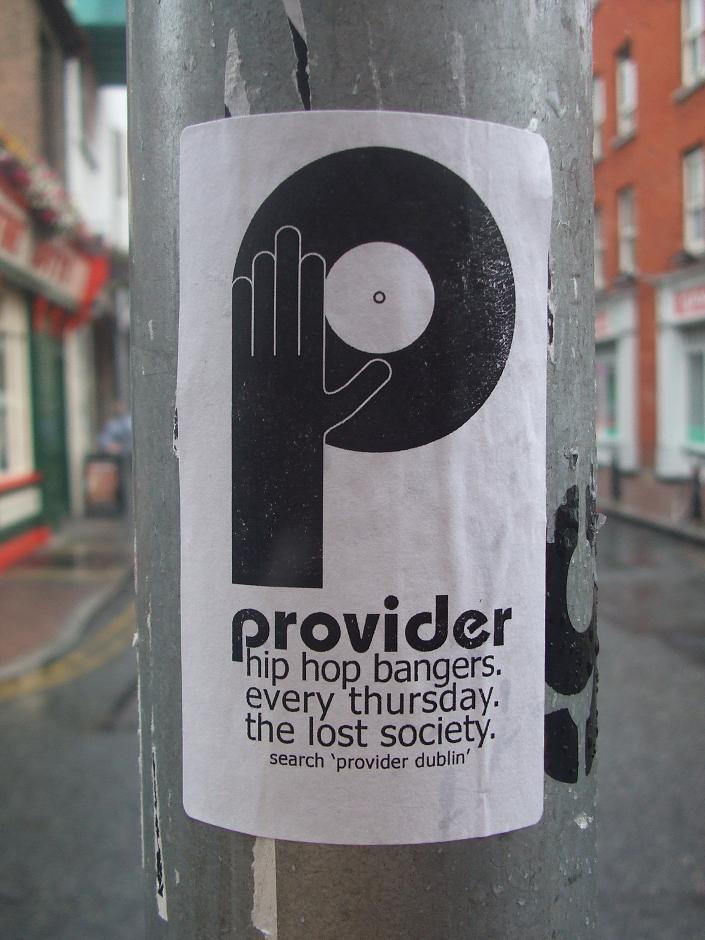 provider
hip hop bangers.
every thursday.
the lost society.
search 'provider dublin'